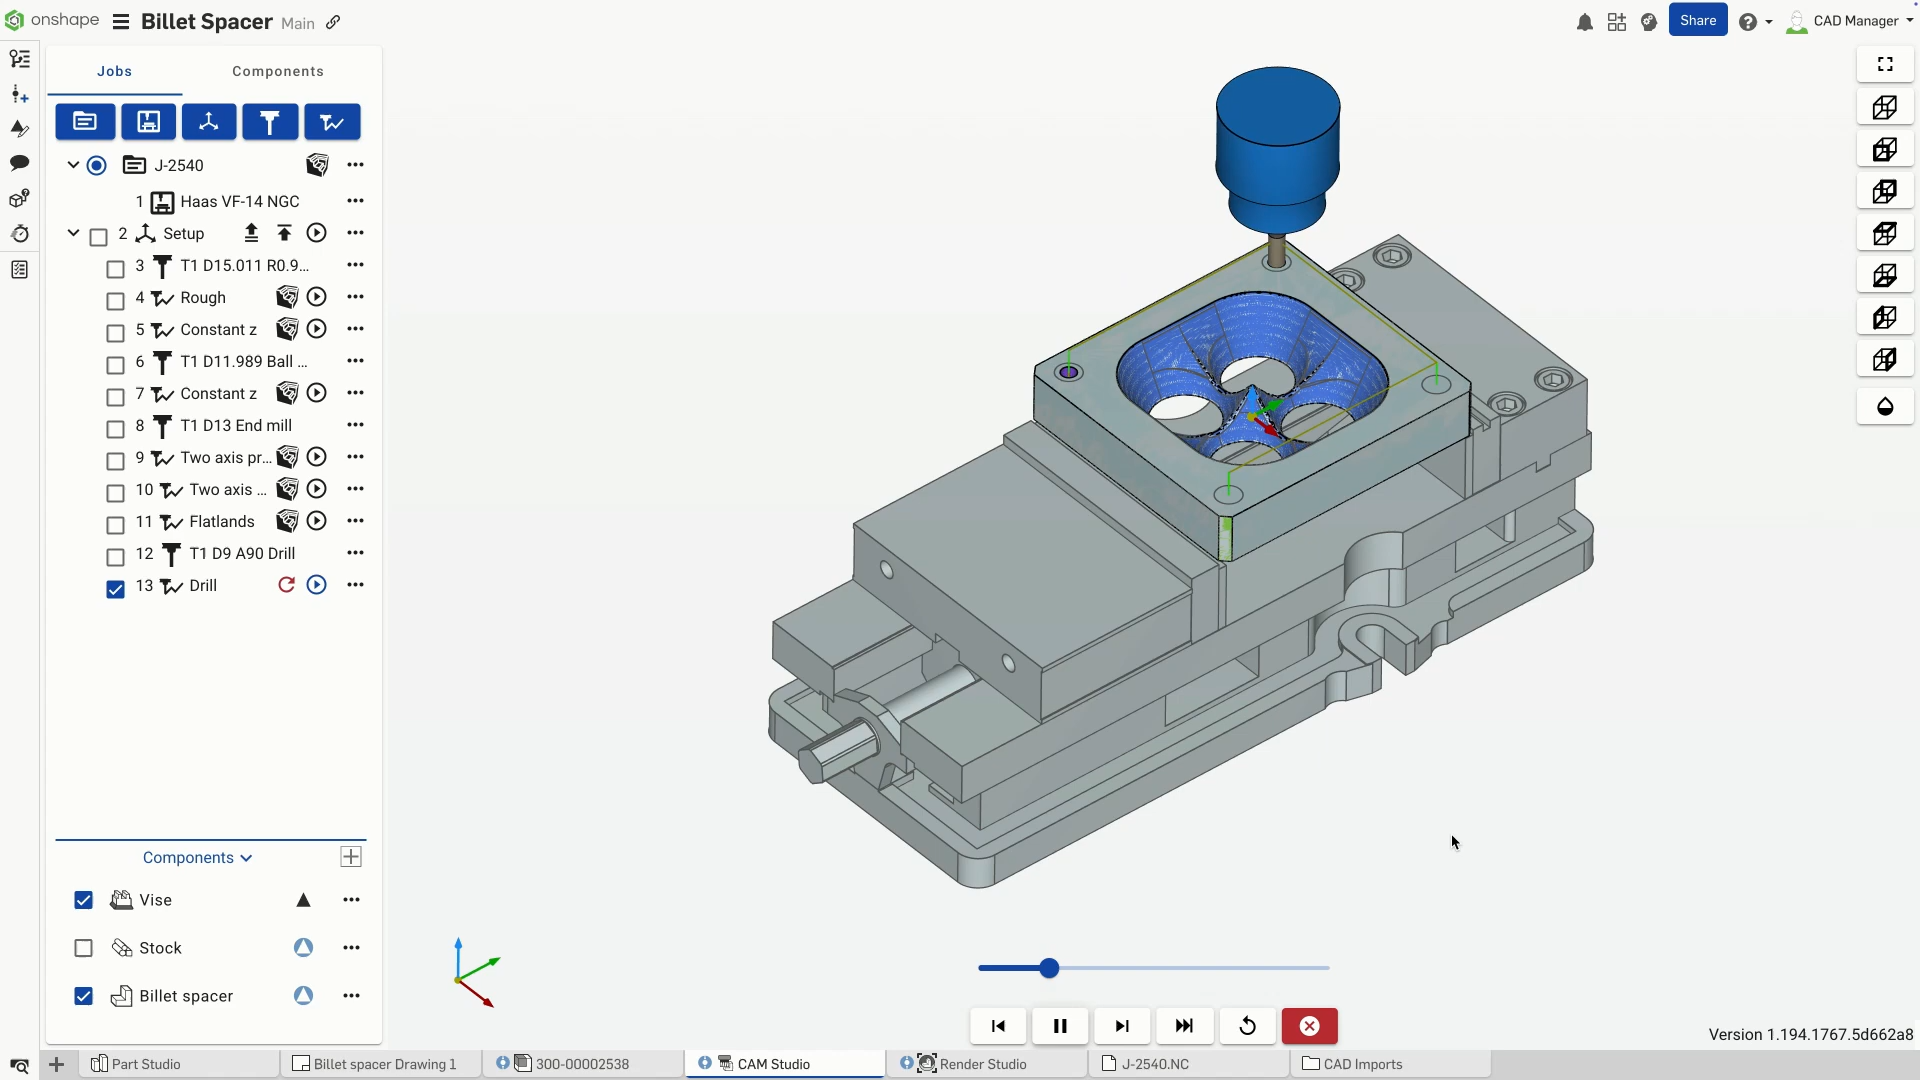 onshape
Billet Spacer Main
Share
CAD Manager
Jobs
Components
J-2540
1 Haas VF-14 NGC
2 Setup
3 T1 D15.011 R0.9...
4 Rough
5 Constant z
6 T1 D11.989 Ball ...
7 Constant z
8 T1 D13 End mill
9 Two axis pr...
10 Two axis ...
11 Flatlands
12 T1 D9 A90 Drill
13 Drill
Components
Vise
Stock
Billet spacer
Version 1.194.1767.5d662a8
Part Studio
Billet spacer Drawing 1
300-00002538
CAM Studio
Render Studio
J-2540.NC
CAD Imports